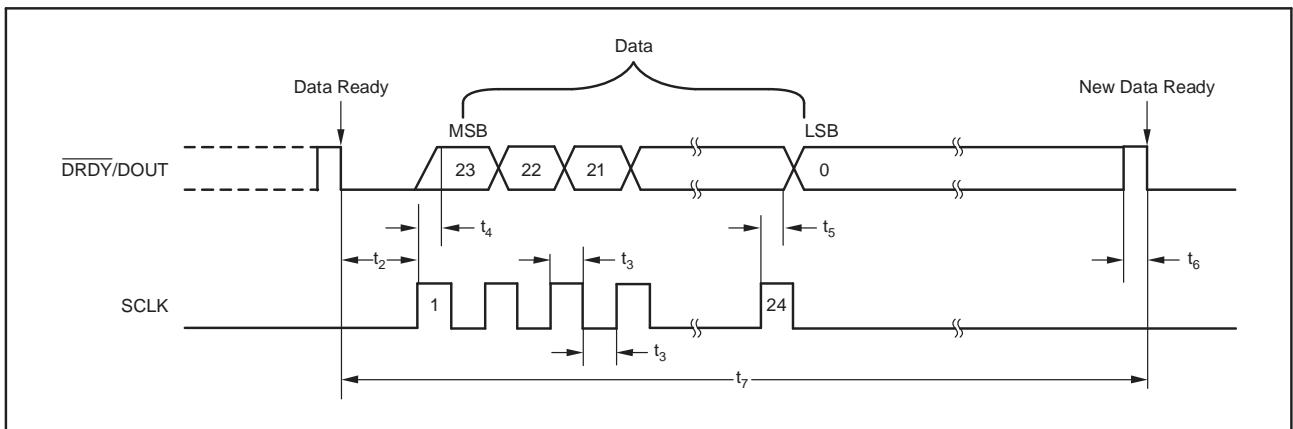 Data
Data Ready
New Data Ready
MSB
LSB
DRDY/DOUT
23
22
21
0
t4
t5
t2
t3
t6
SCLK
1
24
t3
t7